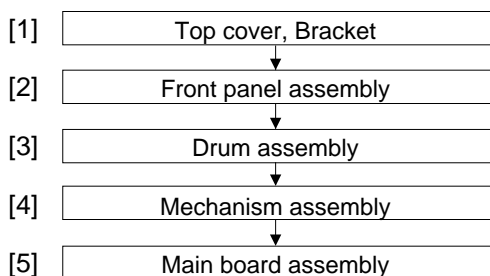 [1] Top cover, Bracket
[2] Front panel assembly
[3] Drum assembly
[4] Mechanism assembly
[5] Main board assembly